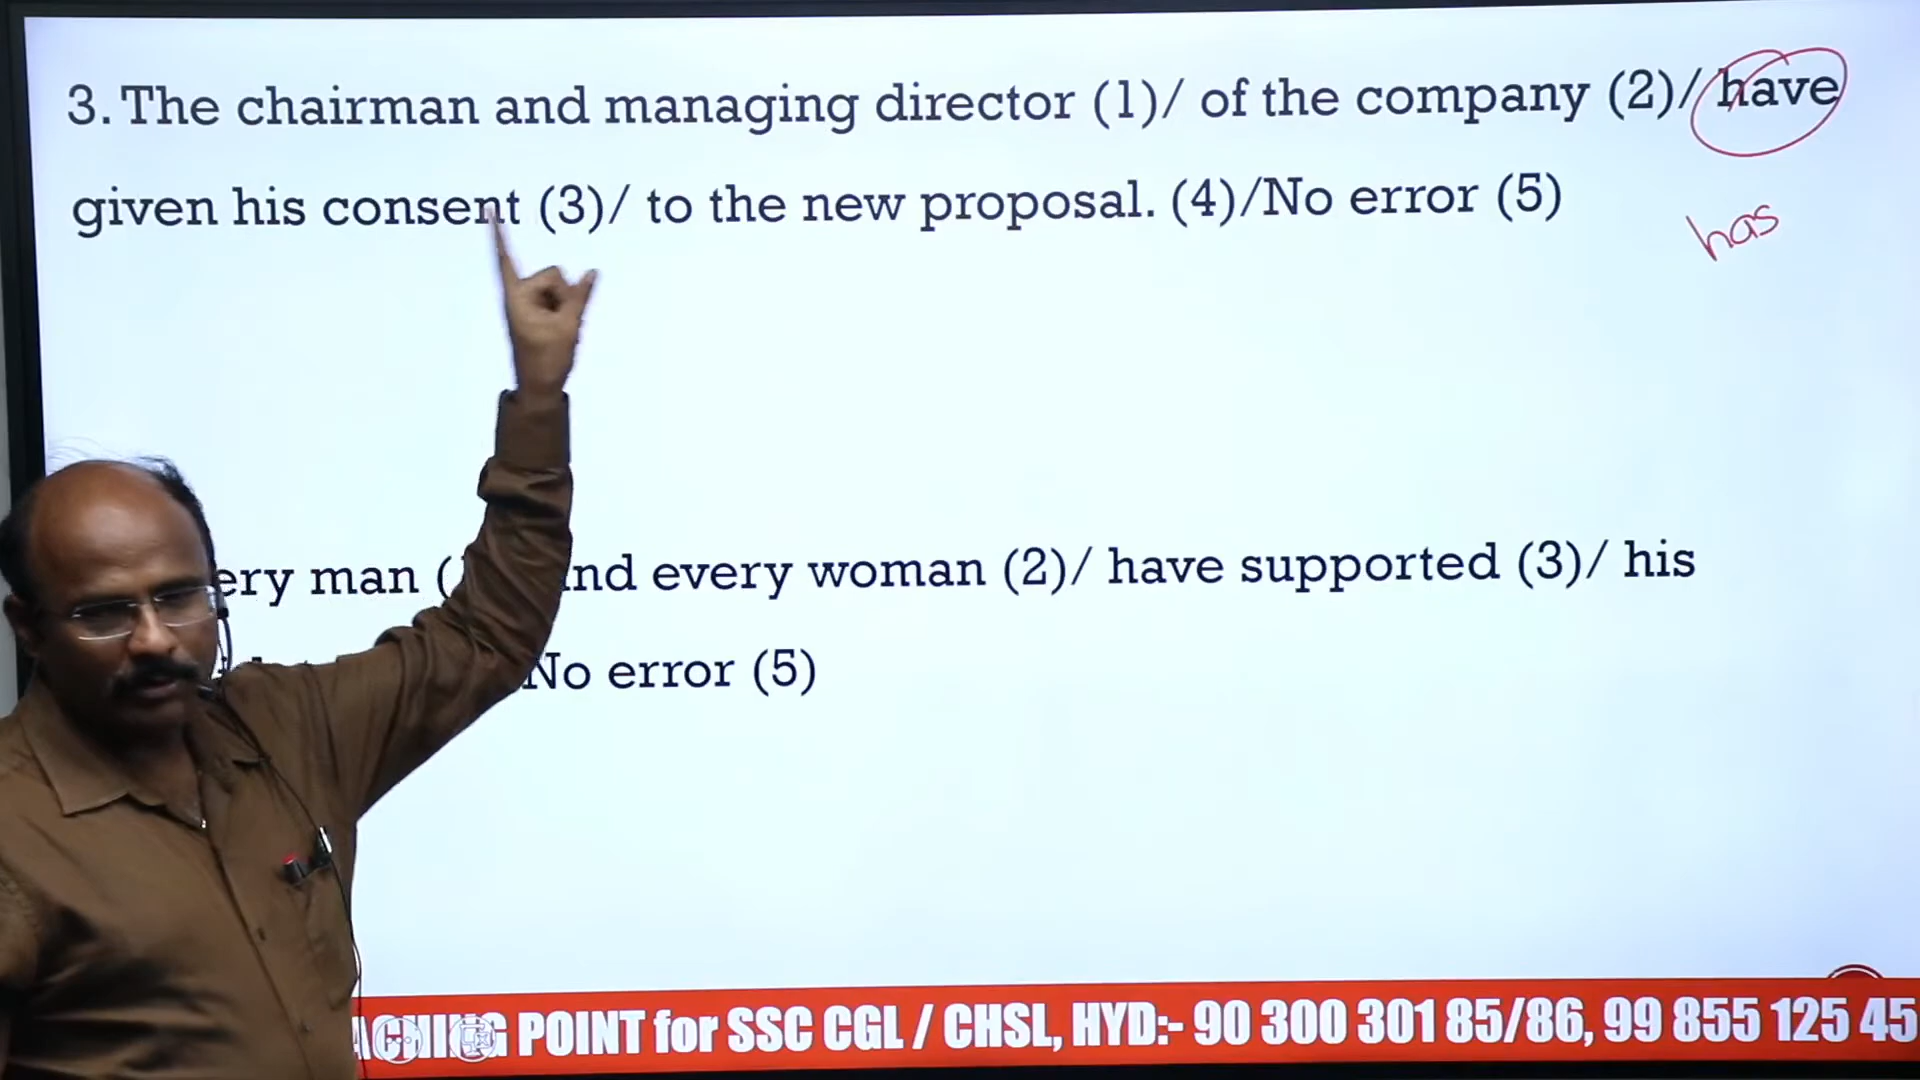 3. The chairman and managing director (1)/ of the company (2)/ have
given his consent (3)/ to the new proposal. (4)/No error (5)
has
man and every woman (2)/ have supported (3)/ his
No error (5)
POINT for SSC CGL / CHSL, HYD:- 90 300 301 85/86, 99 855 125 45